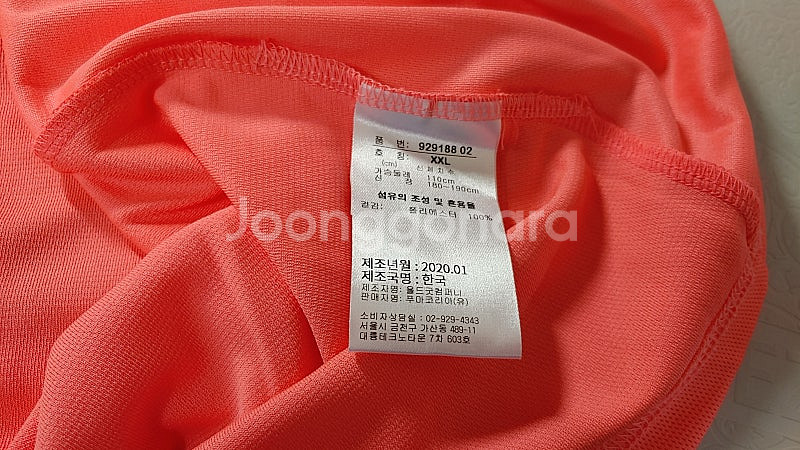 품 번: 929188 02
호 칭: XXL
(cm) 신체치수
가슴둘레 110cm
신 장 180~190cm
섬유의 조성 및 혼용율
겉감: 폴리에스터 100%
Joonggonara
제조년월 : 2020.01
제조국명 : 한국
제조자명: 월드굿컴퍼니
판매자명: 푸마코리아(유)
소비자상담실 : 02-929-4343
서울시 금천구 가산동 489-11
대륭테크노타운 7차 603호